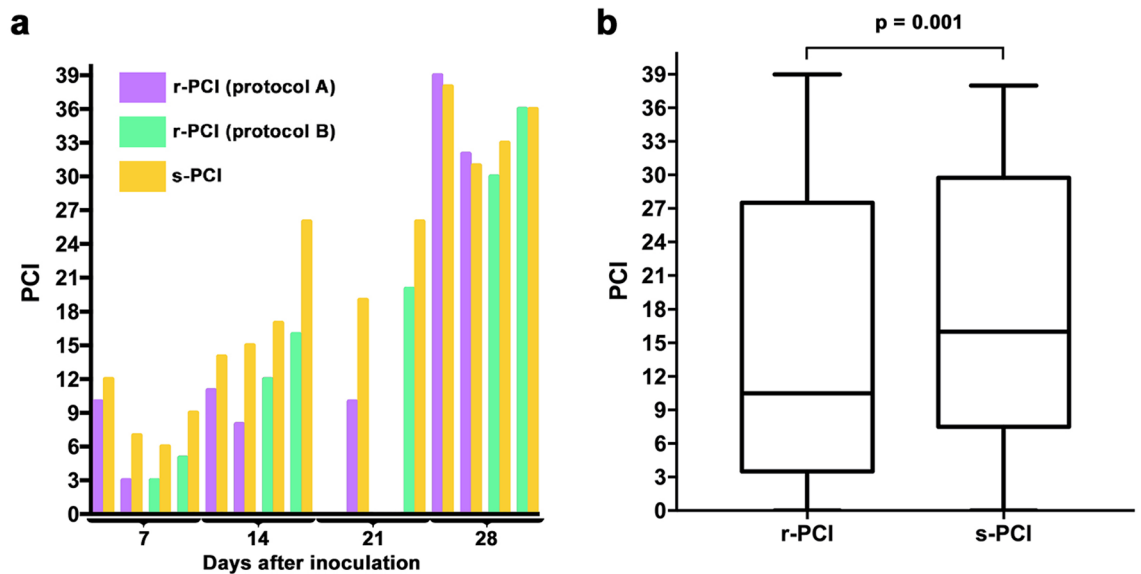 a
39
36
33
30
27
24
21
18
15
12
9
6
3
0
PCI
r-PCI (protocol A)
r-PCI (protocol B)
s-PCI
7 14 21 28
Days after inoculation
b
p = 0.001
39
36
33
30
27
24
21
18
15
12
9
6
3
0
PCI
r-PCI s-PCI